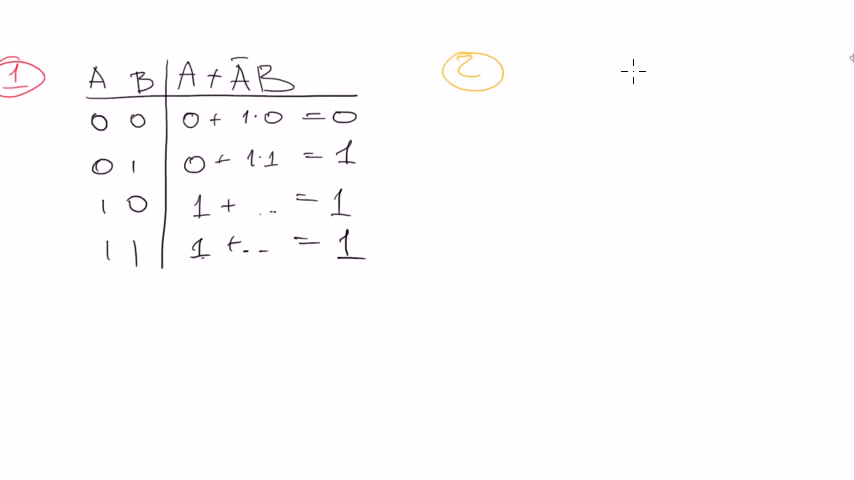 1
A B | A + ĀB
0 0 | 0 + 1·0 = 0
0 1 | 0 + 1·1 = 1
1 0 | 1 + .. = 1
1 1 | 1 + .. = 1
2